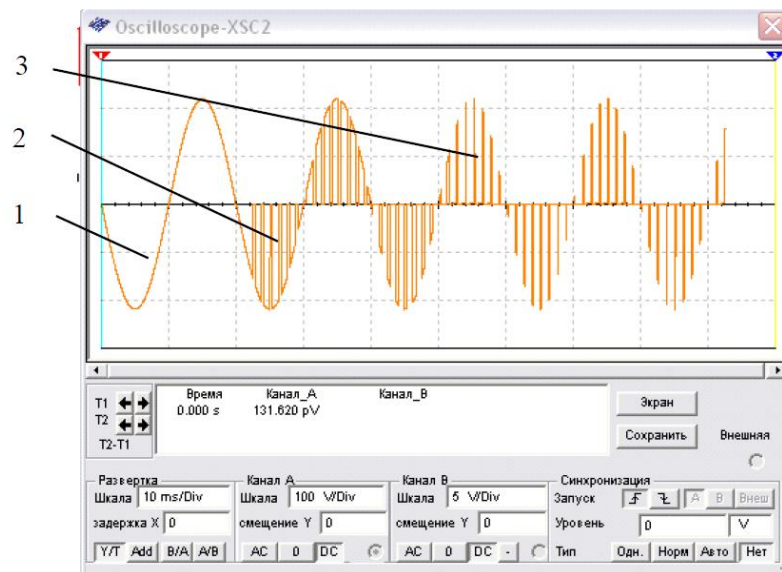 Oscilloscope-XSC2
3
2
1
T1
T2
T2-T1
Время Канал_A Канал_B
0.000 s 131.620 pV
Экран
Сохранить
Внешняя
Развертка
Шкала 10 ms/Div
задержка X 0
Y/T Add B/A A/B
Канал A
Шкала 100 V/Div
смещение Y 0
AC 0 DC
Канал B
Шкала 5 V/Div
смещение Y 0
AC 0 DC -
Синхронизация
Запуск A B Внеш
Уровень 0 V
Тип Одн. Норм Авто Нет